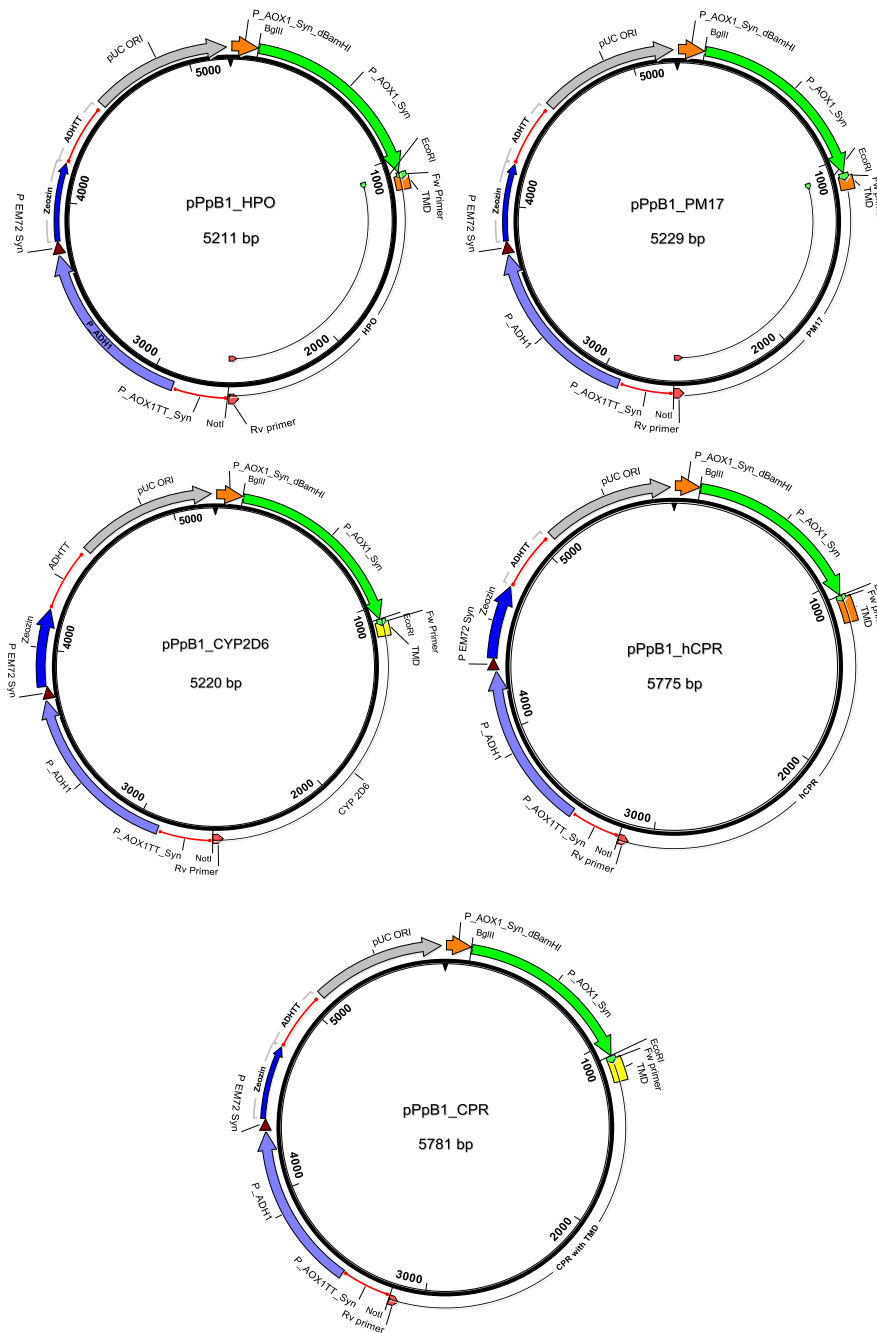 P_AOX1_Syn_dBamHI
BglII
pUC ORI
5000
P_AOX1_Syn
ADHTT
EcoRI
Fw Primer
TMD
1000
Zeozin
4000
P EM72 Syn
pPpB1_HPO
5211 bp
P_ADH1
3000
2000
HPO
P_AOX1TT_Syn
NotI
Rv primer
P_AOX1_Syn_dBamHI
BglII
pUC ORI
5000
P_AOX1_Syn
ADHTT
EcoRI
TMD
1000
Zeozin
4000
P EM72 Syn
pPpB1_PM17
5229 bp
P_ADH1
3000
2000
PM17
P_AOX1TT_Syn
NotI
Rv primer
P_AOX1_Syn_dBamHI
BglII
pUC ORI
5000
P_AOX1_Syn
ADHTT
EcoRI
Fw Primer
TMD
1000
Zeozin
4000
P EM72 Syn
pPpB1_CYP2D6
5220 bp
P_ADH1
3000
2000
CYP 2D6
P_AOX1TT_Syn
NotI
Rv Primer
P_AOX1_Syn_dBamHI
BglII
pUC ORI
5000
P_AOX1_Syn
ADHTT
TMD
1000
Zeozin
P EM72 Syn
pPpB1_hCPR
5775 bp
4000
P_ADH1
3000
2000
hCPR
P_AOX1TT_Syn
NotI
Rv primer
P_AOX1_Syn_dBamHI
BglII
pUC ORI
5000
P_AOX1_Syn
ADHTT
EcoRI
Fw primer
TMD
1000
Zeozin
P EM72 Syn
pPpB1_CPR
5781 bp
4000
P_ADH1
3000
2000
CPR with TMD
P_AOX1TT_Syn
NotI
Rv primer